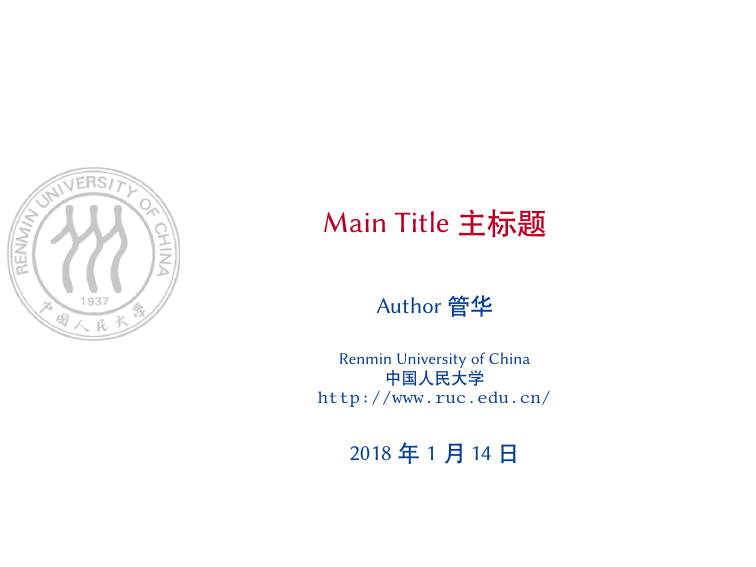 RENMIN UNIVERSITY OF CHINA
1937
中国人民大学
Main Title 主标题
Author 管华
Renmin University of China
中国人民大学
http://www.ruc.edu.cn/
2018 年 1 月 14 日